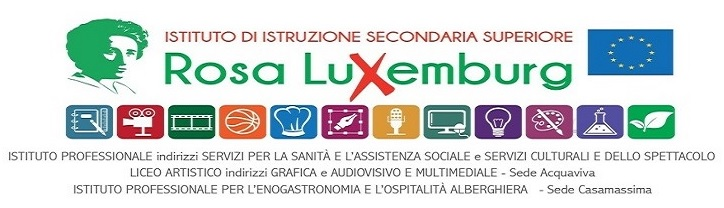 ISTITUTO DI ISTRUZIONE SECONDARIA SUPERIORE
Rosa LuXemburg
ISTITUTO PROFESSIONALE indirizzi SERVIZI PER LA SANITÀ E L'ASSISTENZA SOCIALE e SERVIZI CULTURALI E DELLO SPETTACOLO
LICEO ARTISTICO indirizzi GRAFICA e AUDIOVISIVO E MULTIMEDIALE - Sede Acquaviva
ISTITUTO PROFESSIONALE PER L'ENOGASTRONOMIA E L'OSPITALITÀ ALBERGHIERA - Sede Casamassima